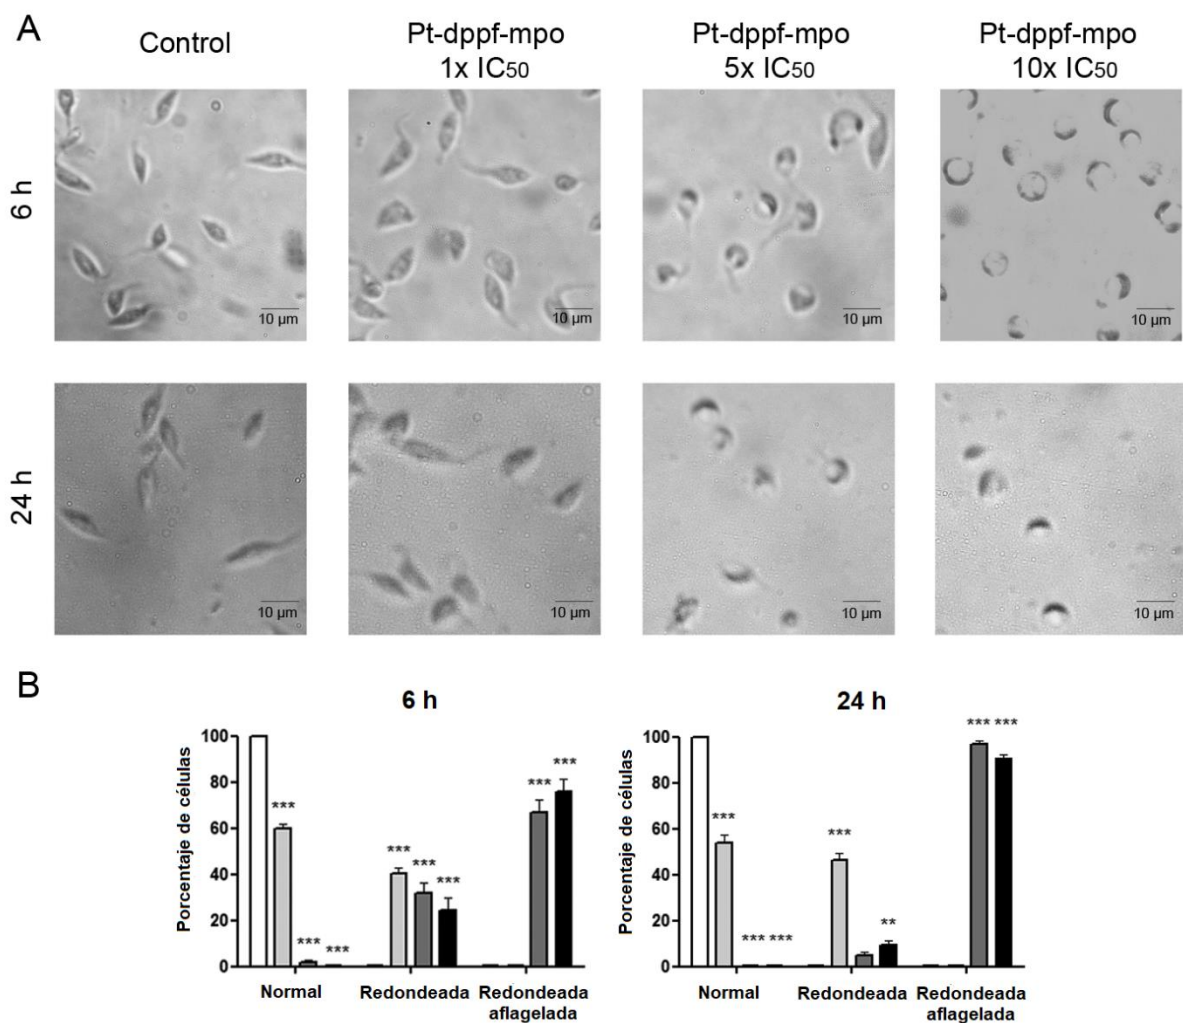 A
Control
Pt-dppf-mpo
1x IC50
Pt-dppf-mpo
5x IC50
Pt-dppf-mpo
10x IC50
6 h
10 µm
10 µm
10 µm
10 µm
24 h
10 µm
10 µm
10 µm
10 µm
B
6 h
Porcentaje de células
100
80
60
40
20
0
***
***
***
***
***
***
***
***
Normal
Redondeada
Redondeada
aflagelada
24 h
Porcentaje de células
100
80
60
40
20
0
***
*** ***
***
**
*** ***
Normal
Redondeada
Redondeada
aflagelada